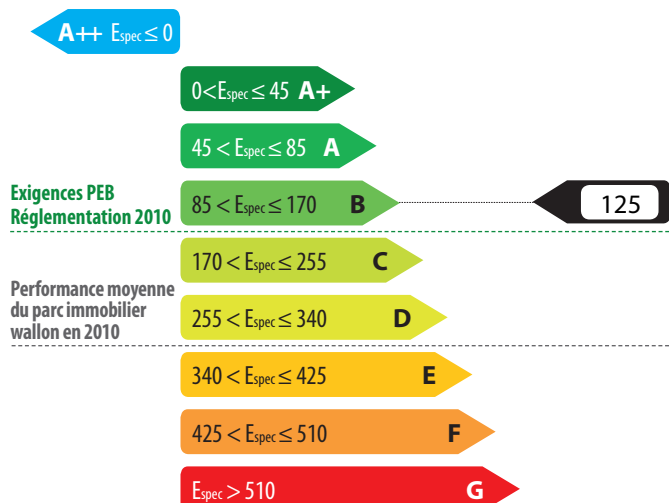 A++ Espec ≤ 0
0<Espec ≤ 45 A+
45 < Espec ≤ 85 A
Exigences PEB
Réglementation 2010
85 < Espec ≤ 170 B
125
170 < Espec ≤ 255 C
Performance moyenne
du parc immobilier
wallon en 2010
255 < Espec ≤ 340 D
340 < Espec ≤ 425 E
425 < Espec ≤ 510 F
Espec > 510 G